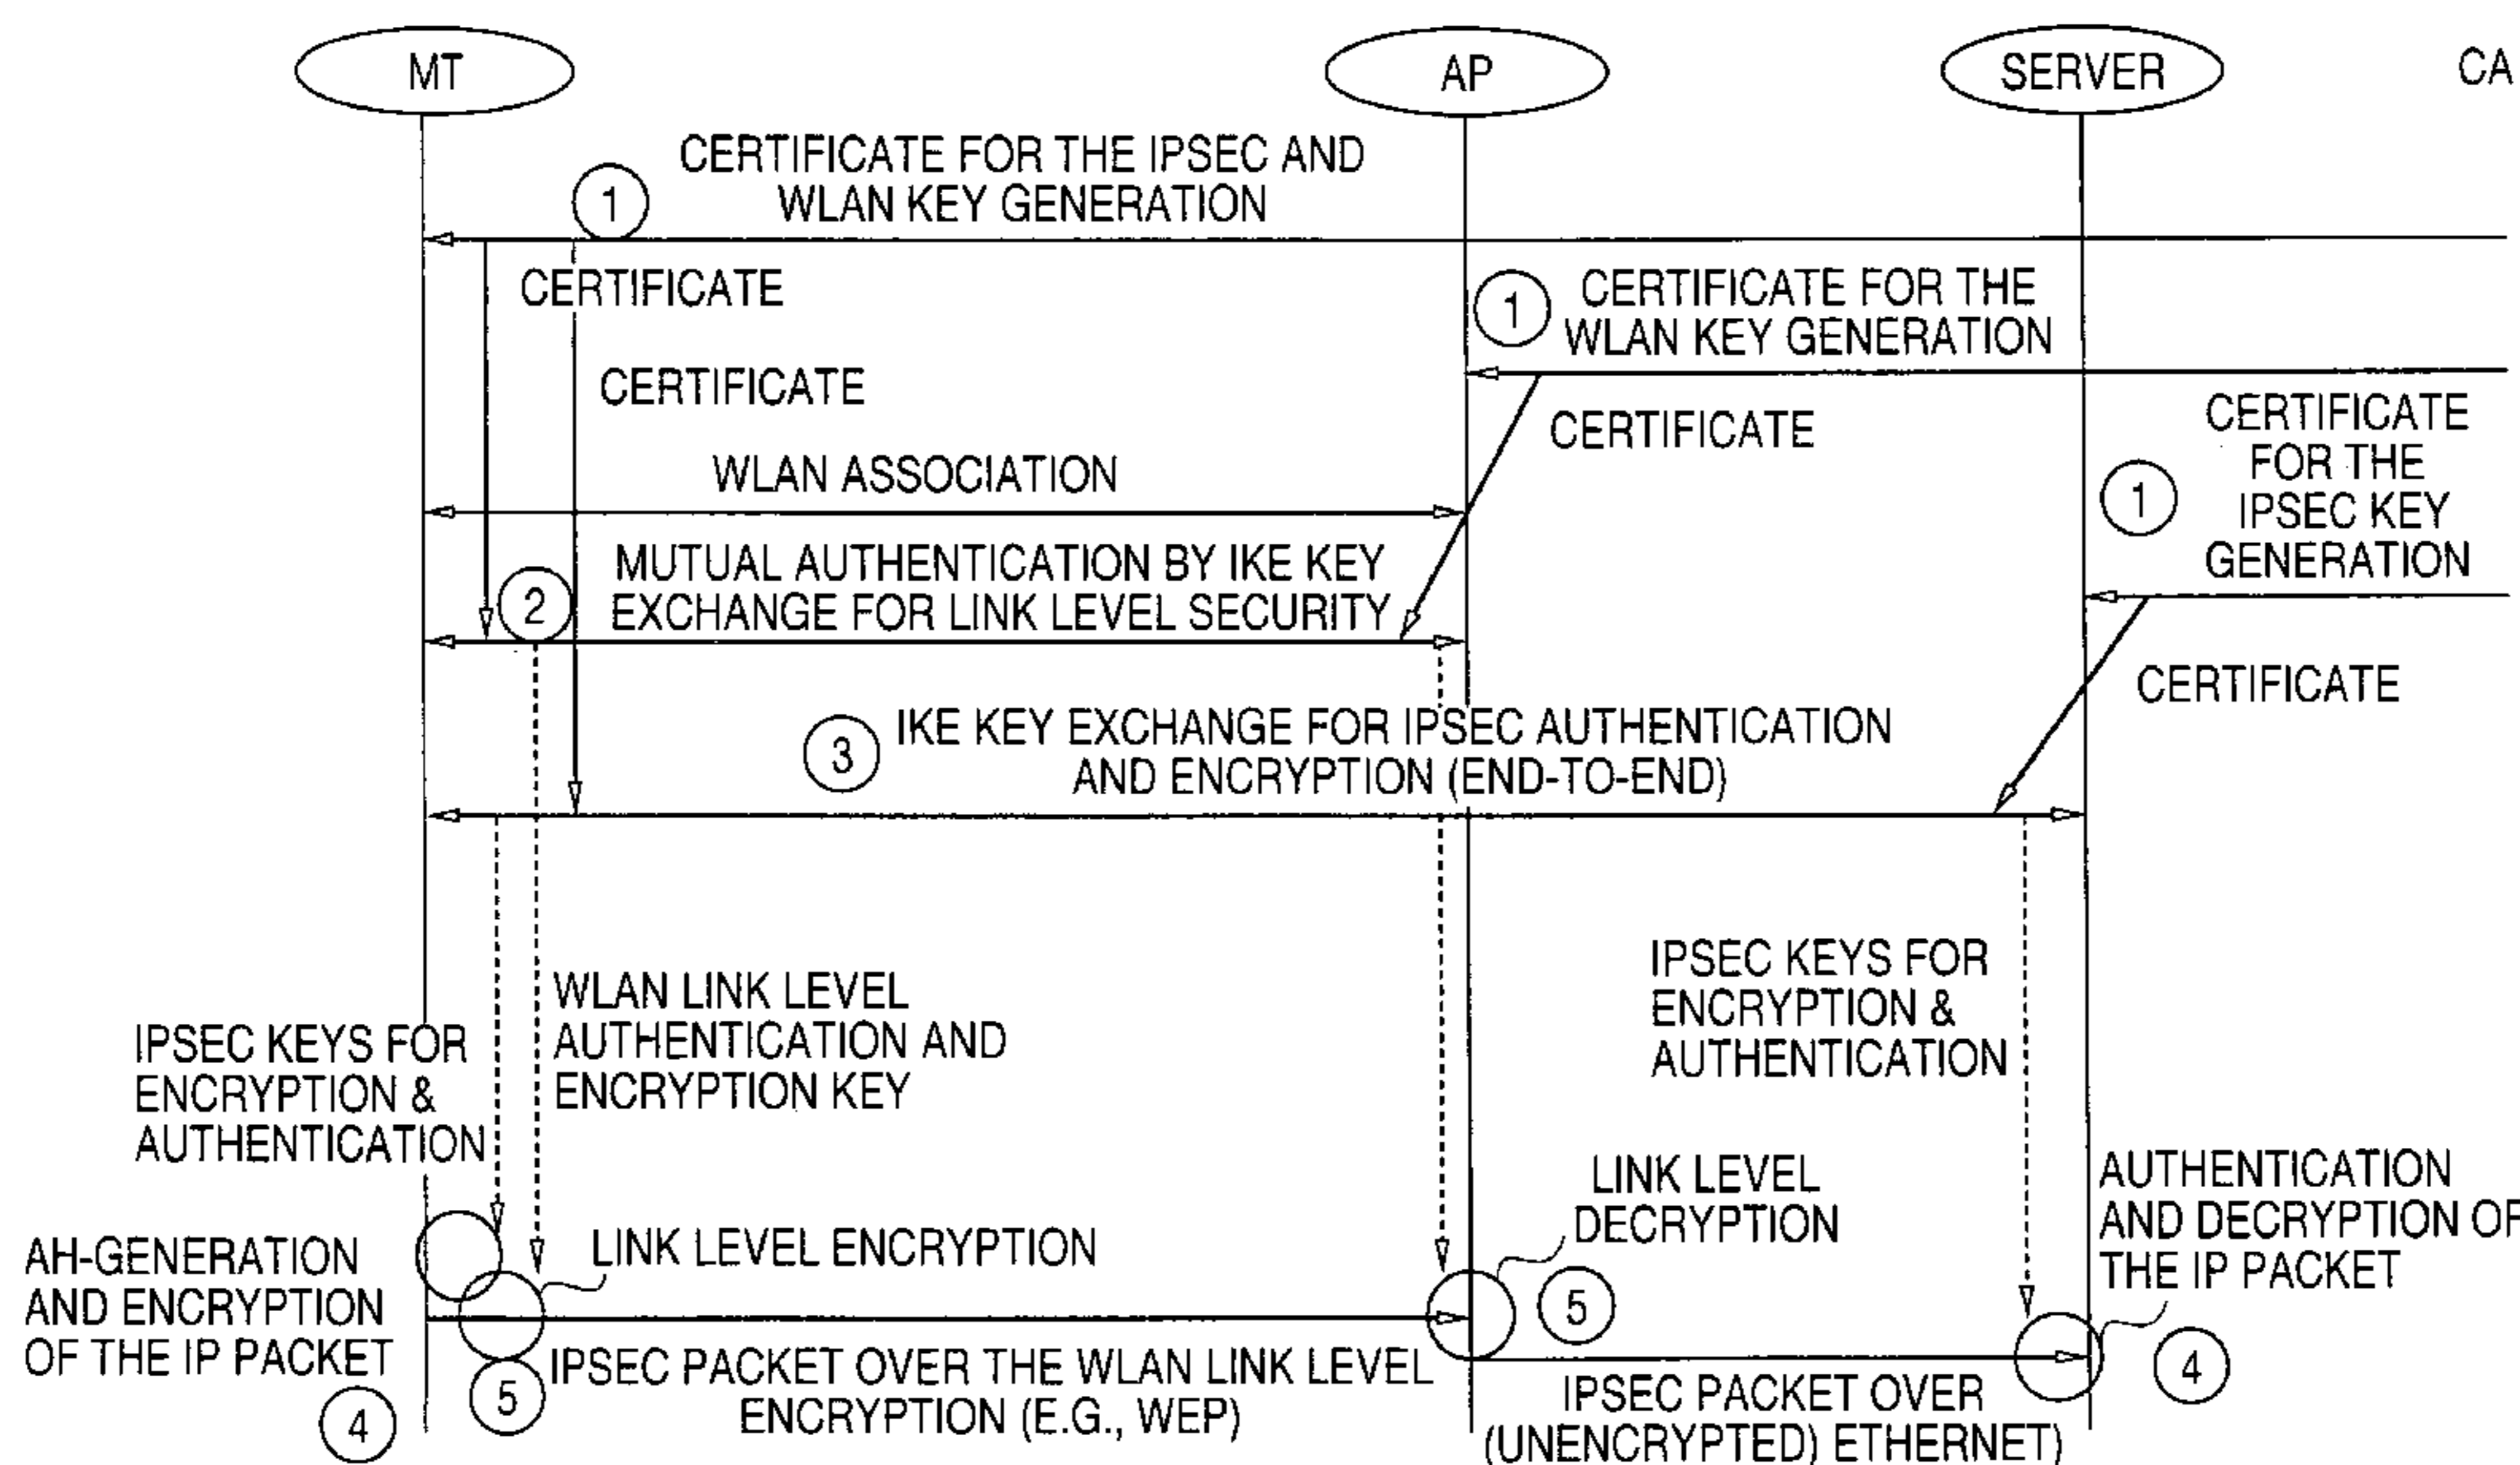 MT
AP
SERVER
CA
CERTIFICATE FOR THE IPSEC AND
WLAN KEY GENERATION
1
CERTIFICATE
1
CERTIFICATE FOR THE
WLAN KEY GENERATION
CERTIFICATE
CERTIFICATE
CERTIFICATE
FOR THE
IPSEC KEY
GENERATION
1
WLAN ASSOCIATION
MUTUAL AUTHENTICATION BY IKE KEY
EXCHANGE FOR LINK LEVEL SECURITY
2
CERTIFICATE
3
IKE KEY EXCHANGE FOR IPSEC AUTHENTICATION
AND ENCRYPTION (END-TO-END)
IPSEC KEYS FOR
ENCRYPTION &
AUTHENTICATION
WLAN LINK LEVEL
AUTHENTICATION AND
ENCRYPTION KEY
IPSEC KEYS FOR
ENCRYPTION &
AUTHENTICATION
LINK LEVEL
DECRYPTION
AUTHENTICATION
AND DECRYPTION OF
THE IP PACKET
AH-GENERATION
AND ENCRYPTION
OF THE IP PACKET
4
LINK LEVEL ENCRYPTION
5
5
IPSEC PACKET OVER THE WLAN LINK LEVEL
ENCRYPTION (E.G., WEP)
IPSEC PACKET OVER
(UNENCRYPTED) ETHERNET)
4